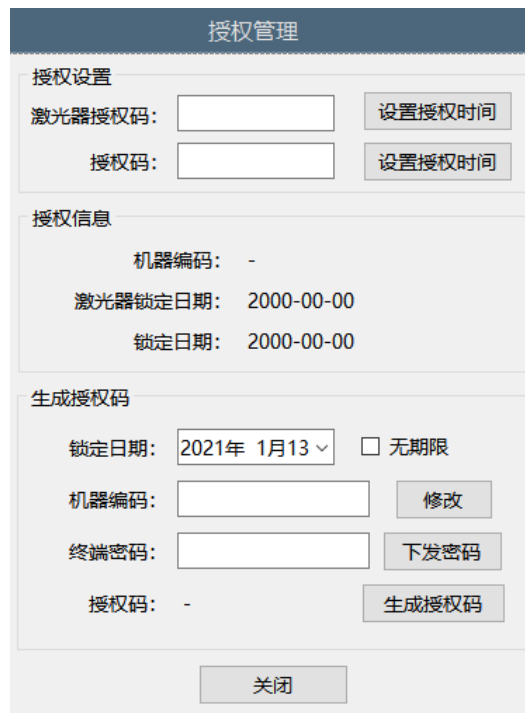 授权管理
授权设置
激光器授权码： 设置授权时间
授权码： 设置授权时间
授权信息
机器编码： -
激光器锁定日期： 2000-00-00
锁定日期： 2000-00-00
生成授权码
锁定日期： 2021年 1月13 无期限
机器编码： 修改
终端密码： 下发密码
授权码： - 生成授权码
关闭